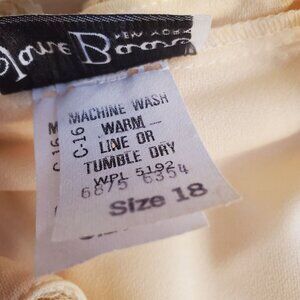 NEW YORK
C-16
MACHINE WASH
WARM —
LINE OR
TUMBLE DRY
WPL 5192
6875 6354
Size 18